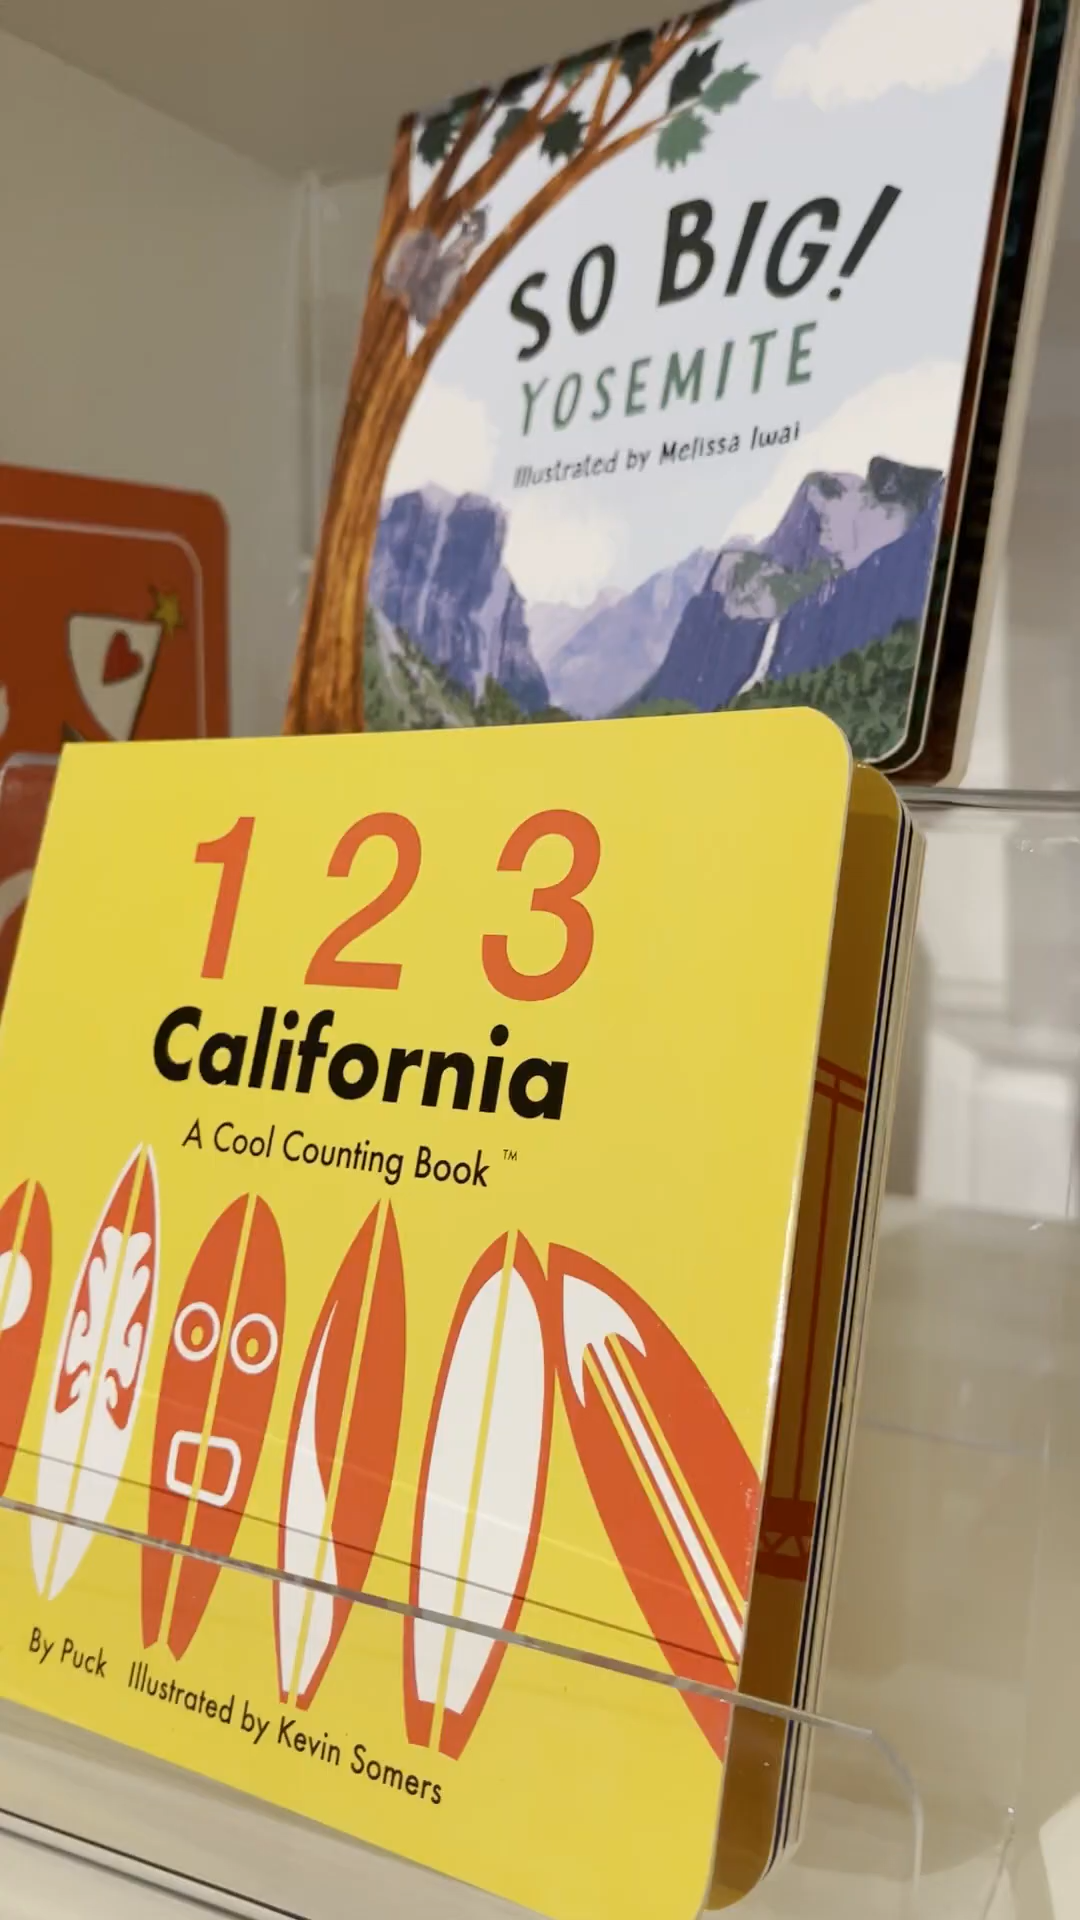 SO BIG!
YOSEMITE
Illustrated by Melissa Iwai
1 2 3
California
A Cool Counting Book™
By Puck Illustrated by Kevin Somers